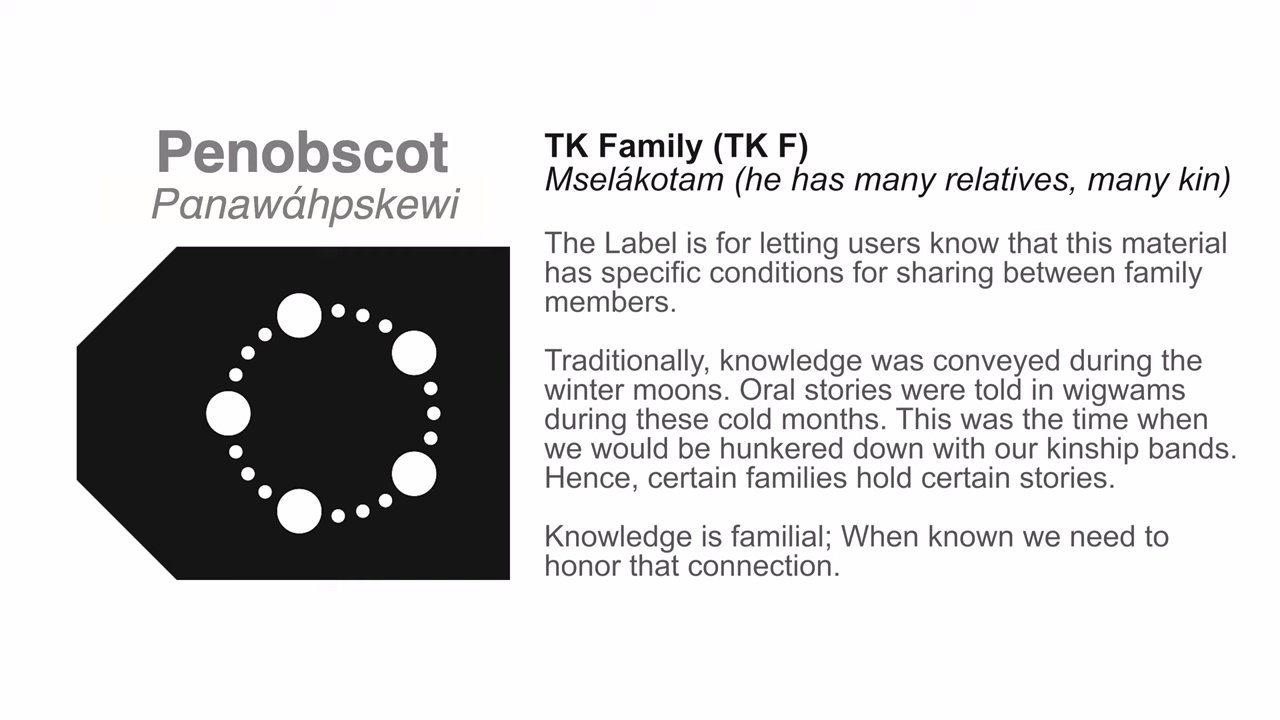 Penobscot
Pαnawάhpskewi
TK Family (TK F)
Mselákotam (he has many relatives, many kin)
The Label is for letting users know that this material
has specific conditions for sharing between family
members.
Traditionally, knowledge was conveyed during the
winter moons. Oral stories were told in wigwams
during these cold months. This was the time when
we would be hunkered down with our kinship bands.
Hence, certain families hold certain stories.
Knowledge is familial; When known we need to
honor that connection.